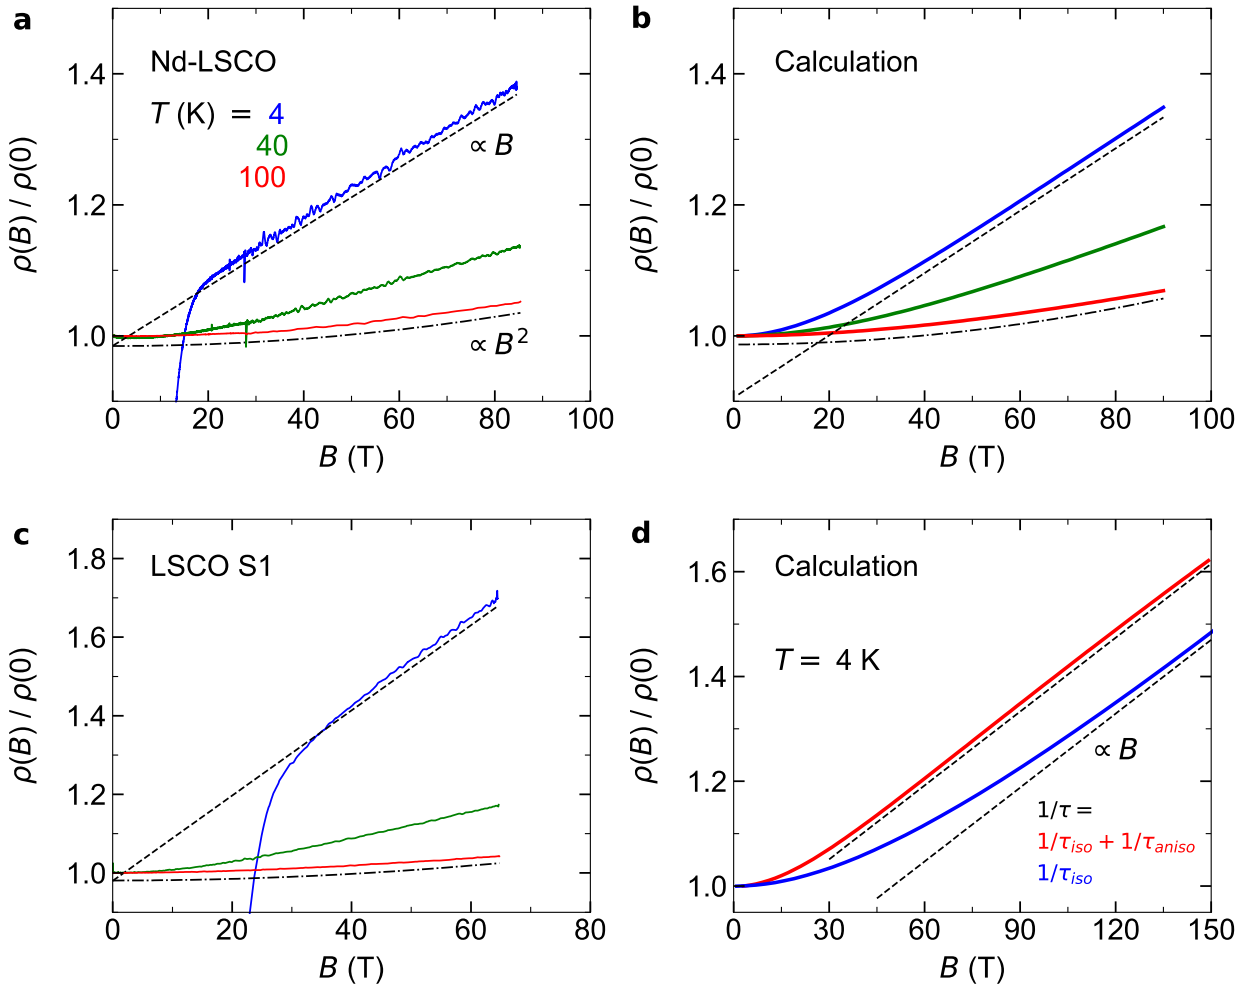 a
Nd-LSCO
T (K) = 4
40
100
∝ B
∝ B²
1.4
1.2
1.0
ρ(B) / ρ(0)
0 20 40 60 80 100
B (T)
b
Calculation
1.4
1.2
1.0
ρ(B) / ρ(0)
0 20 40 60 80 100
B (T)
c
LSCO S1
1.8
1.6
1.4
1.2
1.0
ρ(B) / ρ(0)
0 20 40 60 80
B (T)
d
Calculation
T = 4 K
∝ B
1/τ =
1/τ_iso + 1/τ_aniso
1/τ_iso
1.6
1.4
1.2
1.0
ρ(B) / ρ(0)
0 30 60 90 120 150
B (T)